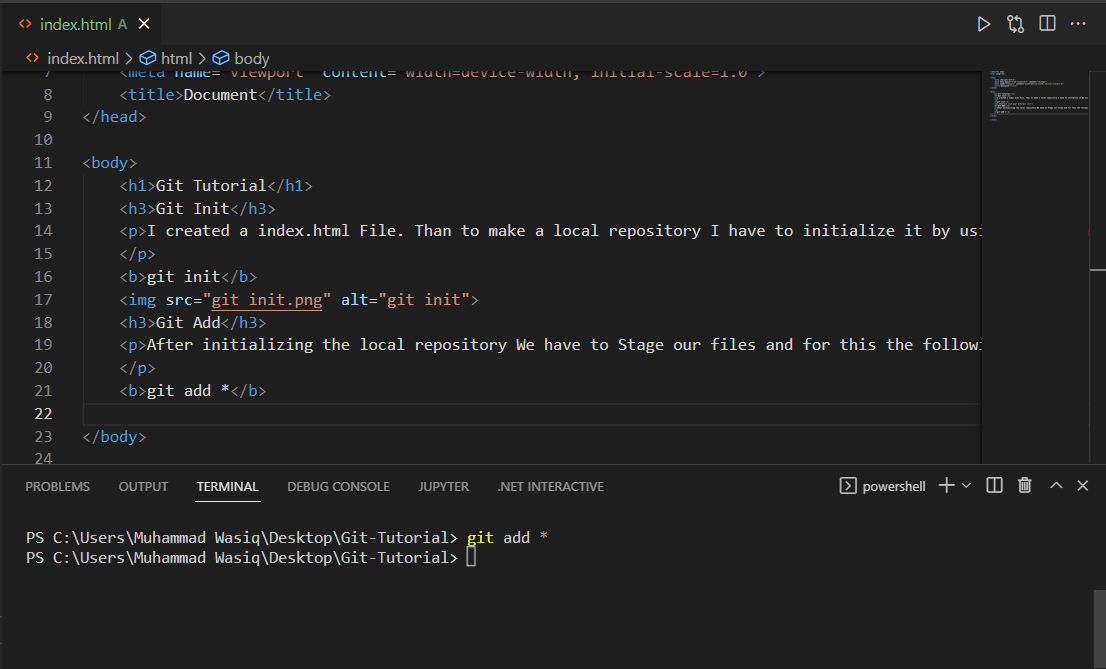 index.html A
index.html > html > body
7 <meta name="viewport" content="width=device-width, initial-scale=1.0">
8 <title>Document</title>
9 </head>
10
11 <body>
12 <h1>Git Tutorial</h1>
13 <h3>Git Init</h3>
14 <p>I created a index.html File. Than to make a local repository I have to initialize it by usi
15 </p>
16 <b>git init</b>
17 <img src="git init.png" alt="git init">
18 <h3>Git Add</h3>
19 <p>After initializing the local repository We have to Stage our files and for this the followi
20 </p>
21 <b>git add *</b>
22
23 </body>
24
PROBLEMS OUTPUT TERMINAL DEBUG CONSOLE JUPYTER .NET INTERACTIVE powershell
PS C:\Users\Muhammad Wasiq\Desktop\Git-Tutorial> git add *
PS C:\Users\Muhammad Wasiq\Desktop\Git-Tutorial>